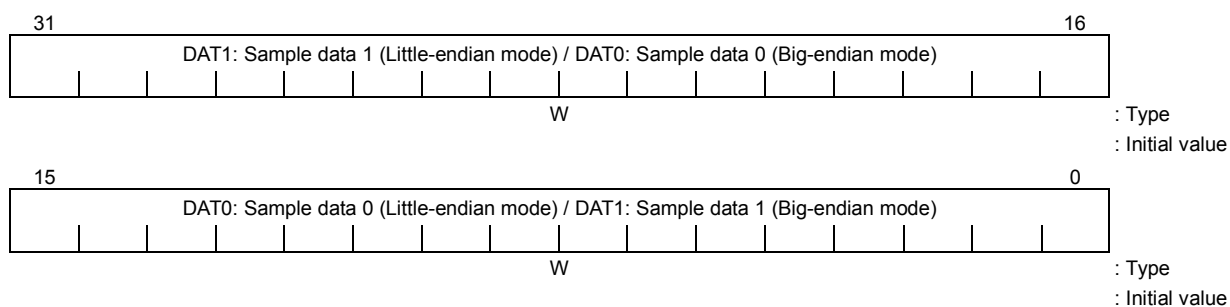 31 16
DAT1: Sample data 1 (Little-endian mode) / DAT0: Sample data 0 (Big-endian mode)
W : Type
: Initial value
15 0
DAT0: Sample data 0 (Little-endian mode) / DAT1: Sample data 1 (Big-endian mode)
W : Type
: Initial value